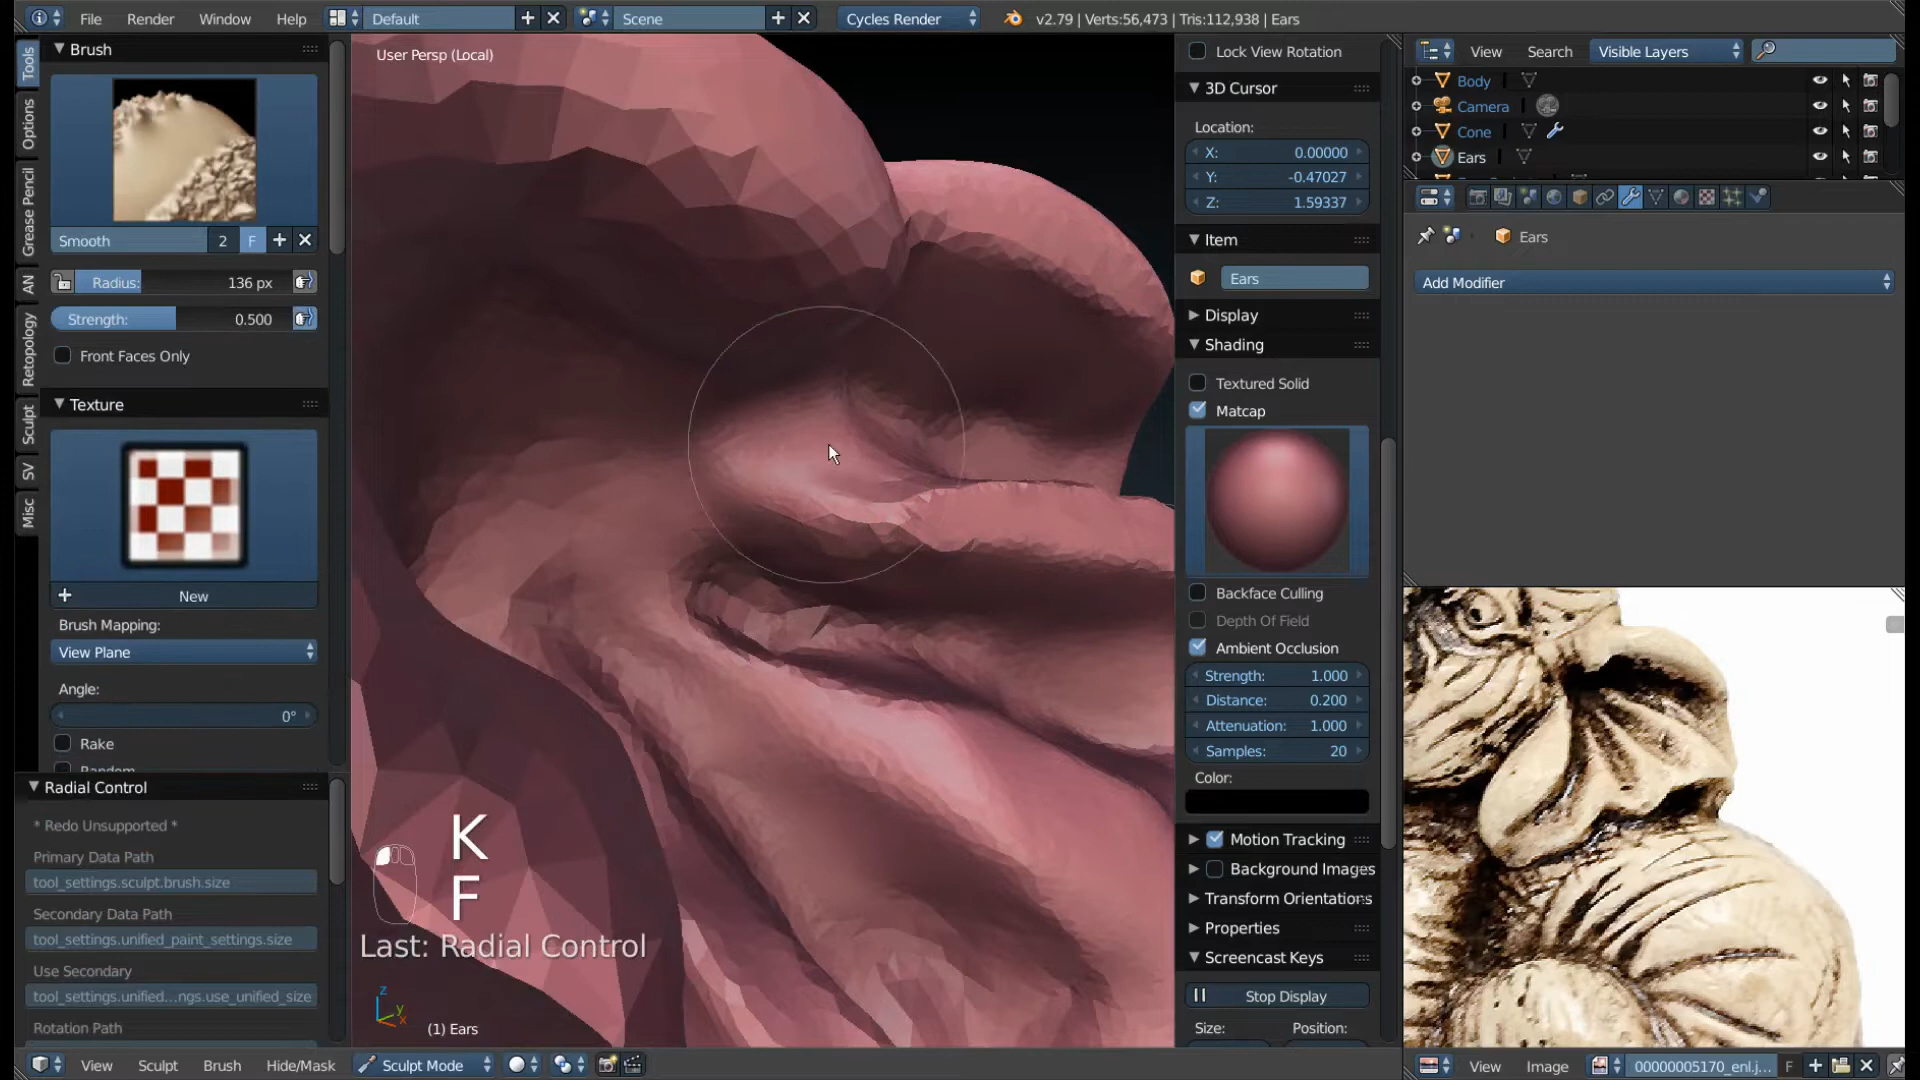 File Render Window Help Default Scene Cycles Render v2.79 | Verts:56,473 | Tris:112,938 | Ears
Tools
Options
Grease Pencil
AN
Retopology
Sculpt
SV
Misc
Brush
Smooth 2 F
Radius: 136 px
Strength: 0.500
Front Faces Only
Texture
New
Brush Mapping:
View Plane
Angle:
0°
Rake
Random
Radial Control
* Redo Unsupported *
Primary Data Path
tool_settings.sculpt.brush.size
Secondary Data Path
tool_settings.unified_paint_settings.size
Use Secondary
tool_settings.unified...ngs.use_unified_size
Rotation Path
User Persp (Local)
K
F
Last: Radial Control
z
y
x
(1) Ears
View Sculpt Brush Hide/Mask Sculpt Mode
Lock View Rotation
3D Cursor
Location:
X: 0.00000
Y: -0.47027
Z: 1.59337
Item
Ears
Display
Shading
Textured Solid
Matcap
Backface Culling
Depth Of Field
Ambient Occlusion
Strength: 1.000
Distance: 0.200
Attenuation: 1.000
Samples: 20
Color:
Motion Tracking
Background Images
Transform Orientations
Properties
Screencast Keys
Stop Display
Size: Position:
View Search Visible Layers
Body
Camera
Cone
Ears
Ears
Add Modifier
View Image 00000005170_enl.j... F